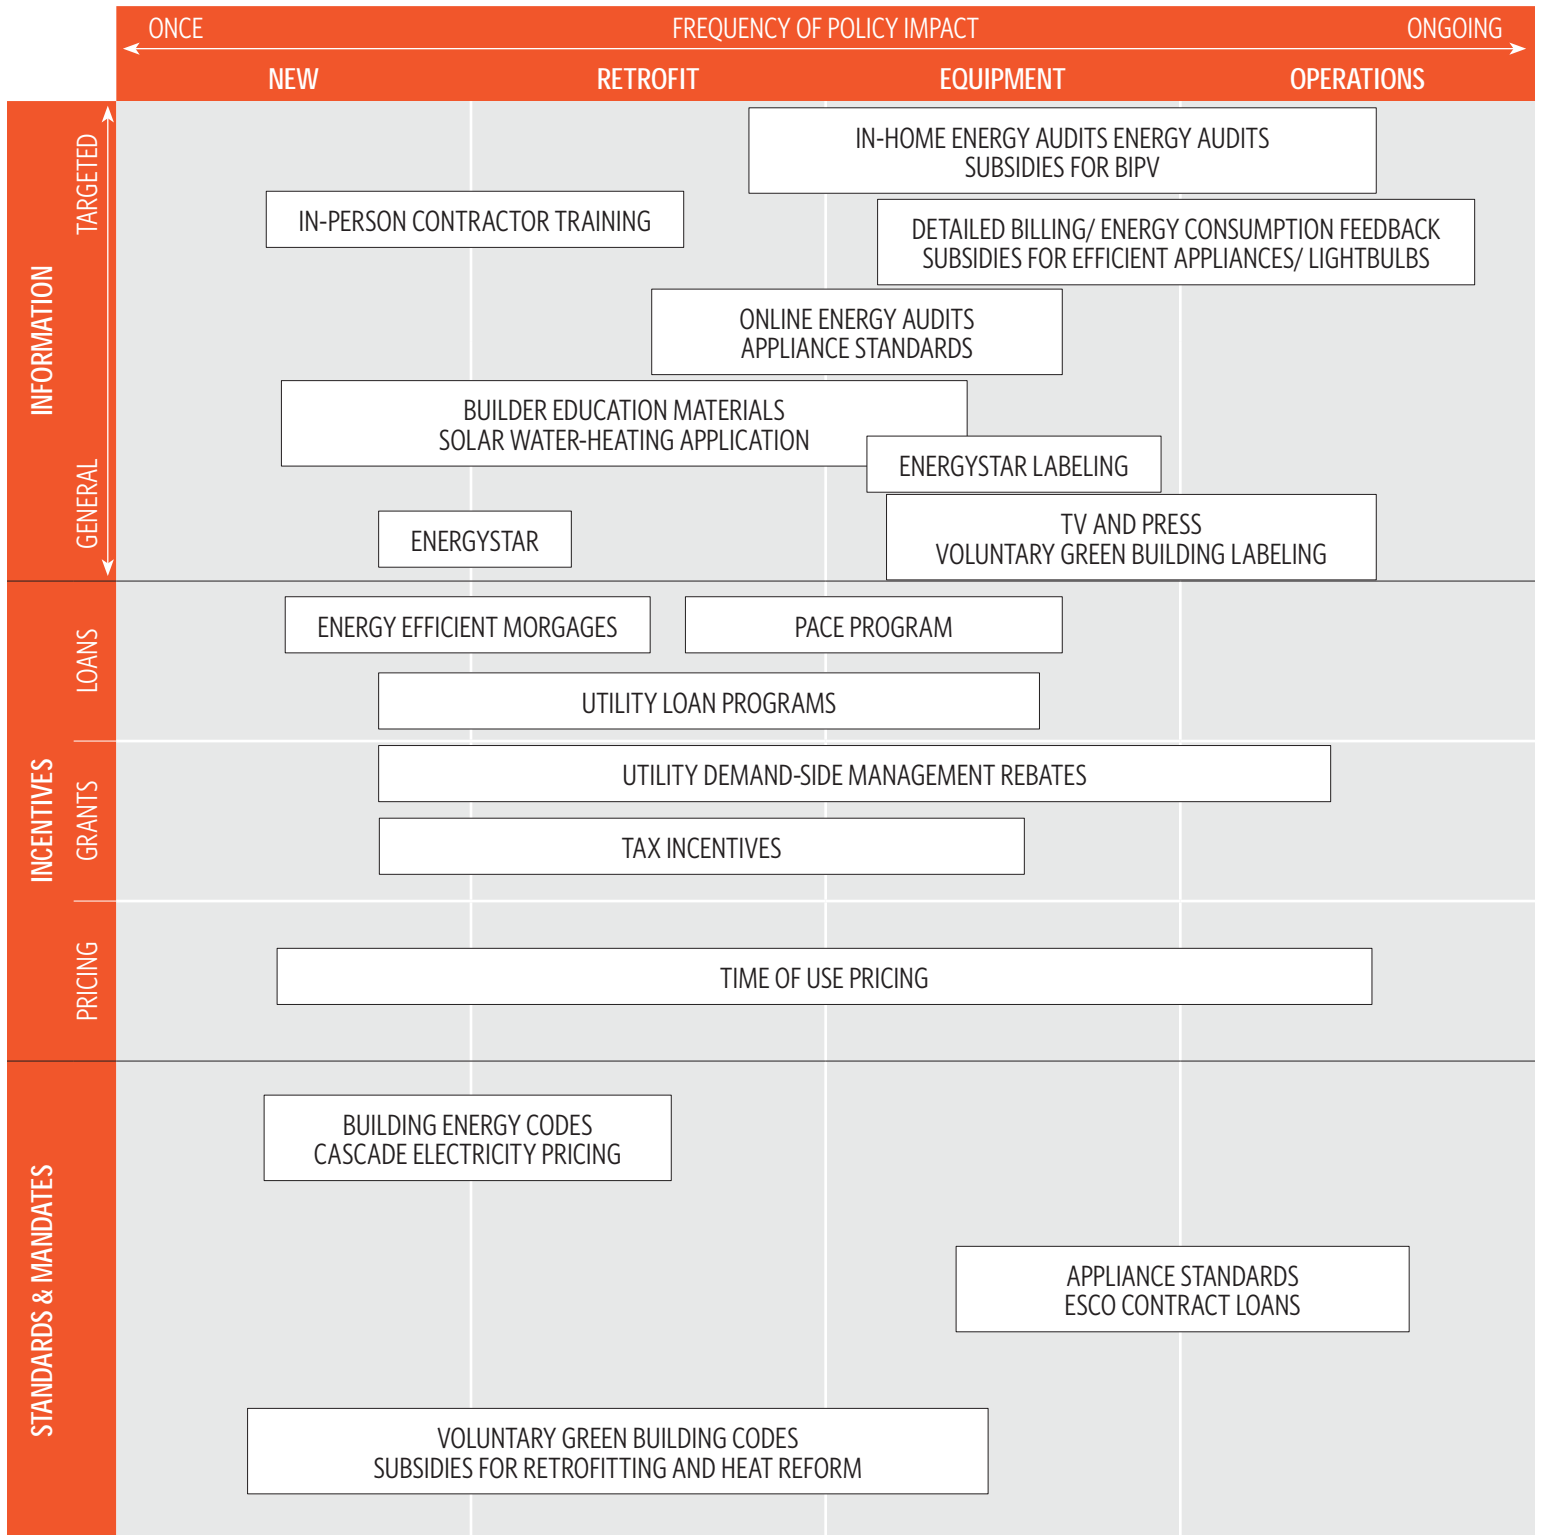 ONCE FREQUENCY OF POLICY IMPACT ONGOING
NEW RETROFIT EQUIPMENT OPERATIONS
INFORMATION
TARGETED
GENERAL
IN-HOME ENERGY AUDITS ENERGY AUDITS
SUBSIDIES FOR BIPV
IN-PERSON CONTRACTOR TRAINING
DETAILED BILLING/ ENERGY CONSUMPTION FEEDBACK
SUBSIDIES FOR EFFICIENT APPLIANCES/ LIGHTBULBS
ONLINE ENERGY AUDITS
APPLIANCE STANDARDS
BUILDER EDUCATION MATERIALS
SOLAR WATER-HEATING APPLICATION
ENERGYSTAR LABELING
ENERGYSTAR
TV AND PRESS
VOLUNTARY GREEN BUILDING LABELING
INCENTIVES
LOANS
ENERGY EFFICIENT MORGAGES
PACE PROGRAM
UTILITY LOAN PROGRAMS
GRANTS
UTILITY DEMAND-SIDE MANAGEMENT REBATES
TAX INCENTIVES
PRICING
TIME OF USE PRICING
STANDARDS & MANDATES
BUILDING ENERGY CODES
CASCADE ELECTRICITY PRICING
APPLIANCE STANDARDS
ESCO CONTRACT LOANS
VOLUNTARY GREEN BUILDING CODES
SUBSIDIES FOR RETROFITTING AND HEAT REFORM